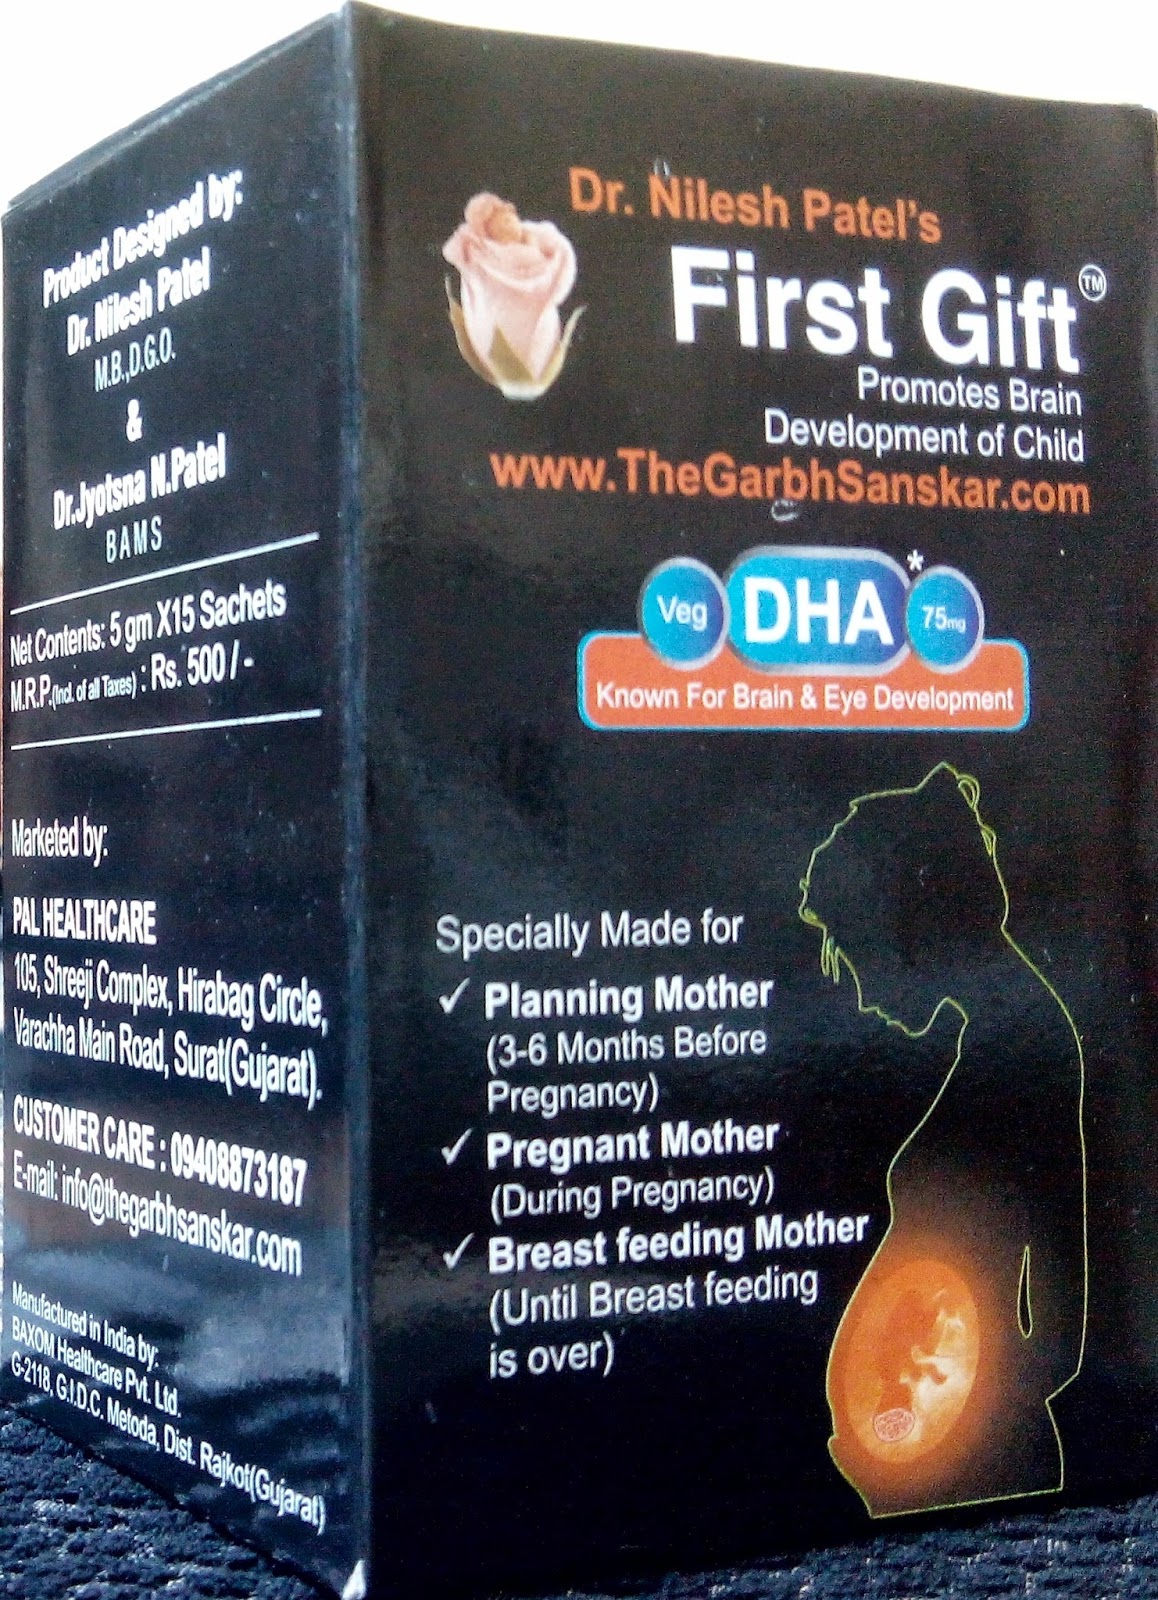 Product Designed by:
Dr. Nilesh Patel
M.B.,D.G.O.
&
Dr.Jyotsna N.Patel
BAMS
Net Contents: 5 gm X15 Sachets
M.R.P.(Incl. of all Taxes) : Rs. 500/-
Marketed by:
PAL HEALTHCARE
105, Shreeji Complex, Hirabag Circle,
Varachha Main Road, Surat(Gujarat).
CUSTOMER CARE : 09408873187
E-mail: info@thegarbhsanskar.com
Manufactured in India by:
BAXOM Healthcare Pvt. Ltd.
G-2118, G.I.D.C. Metoda, Dist. Rajkot(Gujarat)
Dr. Nilesh Patel's
First Gift™
Promotes Brain
Development of Child
www.TheGarbhSanskar.com
Veg DHA* 75mg
Known For Brain & Eye Development
Specially Made for
✓ Planning Mother
(3-6 Months Before
Pregnancy)
✓ Pregnant Mother
(During Pregnancy)
✓ Breast feeding Mother
(Until Breast feeding
is over)